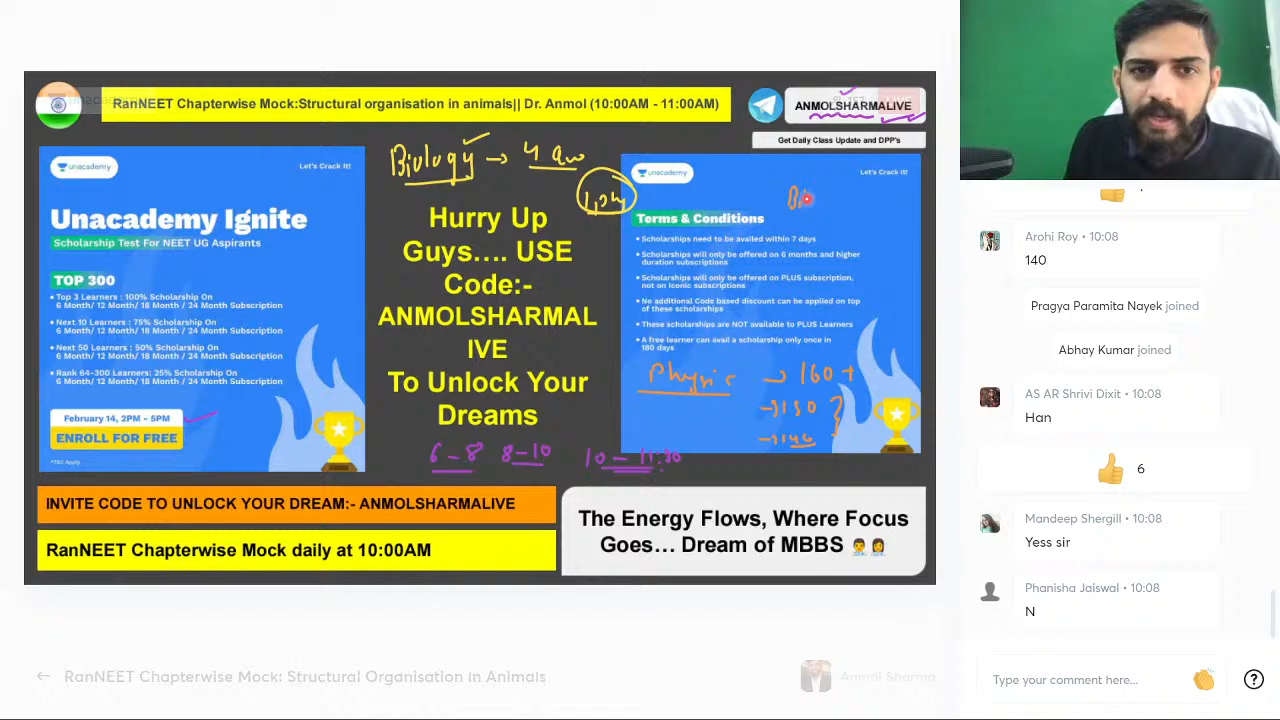 RanNEET Chapterwise Mock:Structural organisation in animals|| Dr. Anmol (10:00AM - 11:00AM)
ANMOLSHARMALIVE
Get Daily Class Update and DPP's
unacademy
Let's Crack It!
Unacademy Ignite
Scholarship Test For NEET UG Aspirants
TOP 300
• Top 3 Learners : 100% Scholarship On
6 Month/ 12 Month/ 18 Month / 24 Month Subscription
• Next 10 Learners : 75% Scholarship On
6 Month/ 12 Month/ 18 Month / 24 Month Subscription
• Next 50 Learners : 50% Scholarship On
6 Month/ 12 Month/ 18 Month / 24 Month Subscription
• Rank 64-300 Learners: 25% Scholarship On
6 Month/ 12 Month/ 18 Month / 24 Month Subscription
February 14, 2PM - 5PM
ENROLL FOR FREE
*T&C Apply
Biology → 4
Hurry Up
Guys…. USE
Code:-
ANMOLSHARMAL
IVE
To Unlock Your
Dreams
6 - 8 8 - 10 10 - 11:30
unacademy
Let's Crack It!
Terms & Conditions
• Scholarships need to be availed within 7 days
• Scholarships will only be offered on 6 months and higher
duration subscriptions
• Scholarships will only be offered on PLUS subscription,
not on Iconic subscriptions
• No additional Code based discount can be applied on top
of these scholarships
• These scholarships are NOT available to PLUS Learners
• A free learner can avail a scholarship only once in
180 days
Physic → 160 +
→ 130
→ 146
INVITE CODE TO UNLOCK YOUR DREAM:- ANMOLSHARMALIVE
RanNEET Chapterwise Mock daily at 10:00AM
The Energy Flows, Where Focus
Goes… Dream of MBBS
RanNEET Chapterwise Mock: Structural Organisation in Animals
Anmol Sharma
Arohi Roy • 10:08
140
Pragya Paramita Nayek joined
Abhay Kumar joined
AS AR Shrivi Dixit • 10:08
Han
6
Mandeep Shergill • 10:08
Yess sir
Phanisha Jaiswal • 10:08
N
Type your comment here...